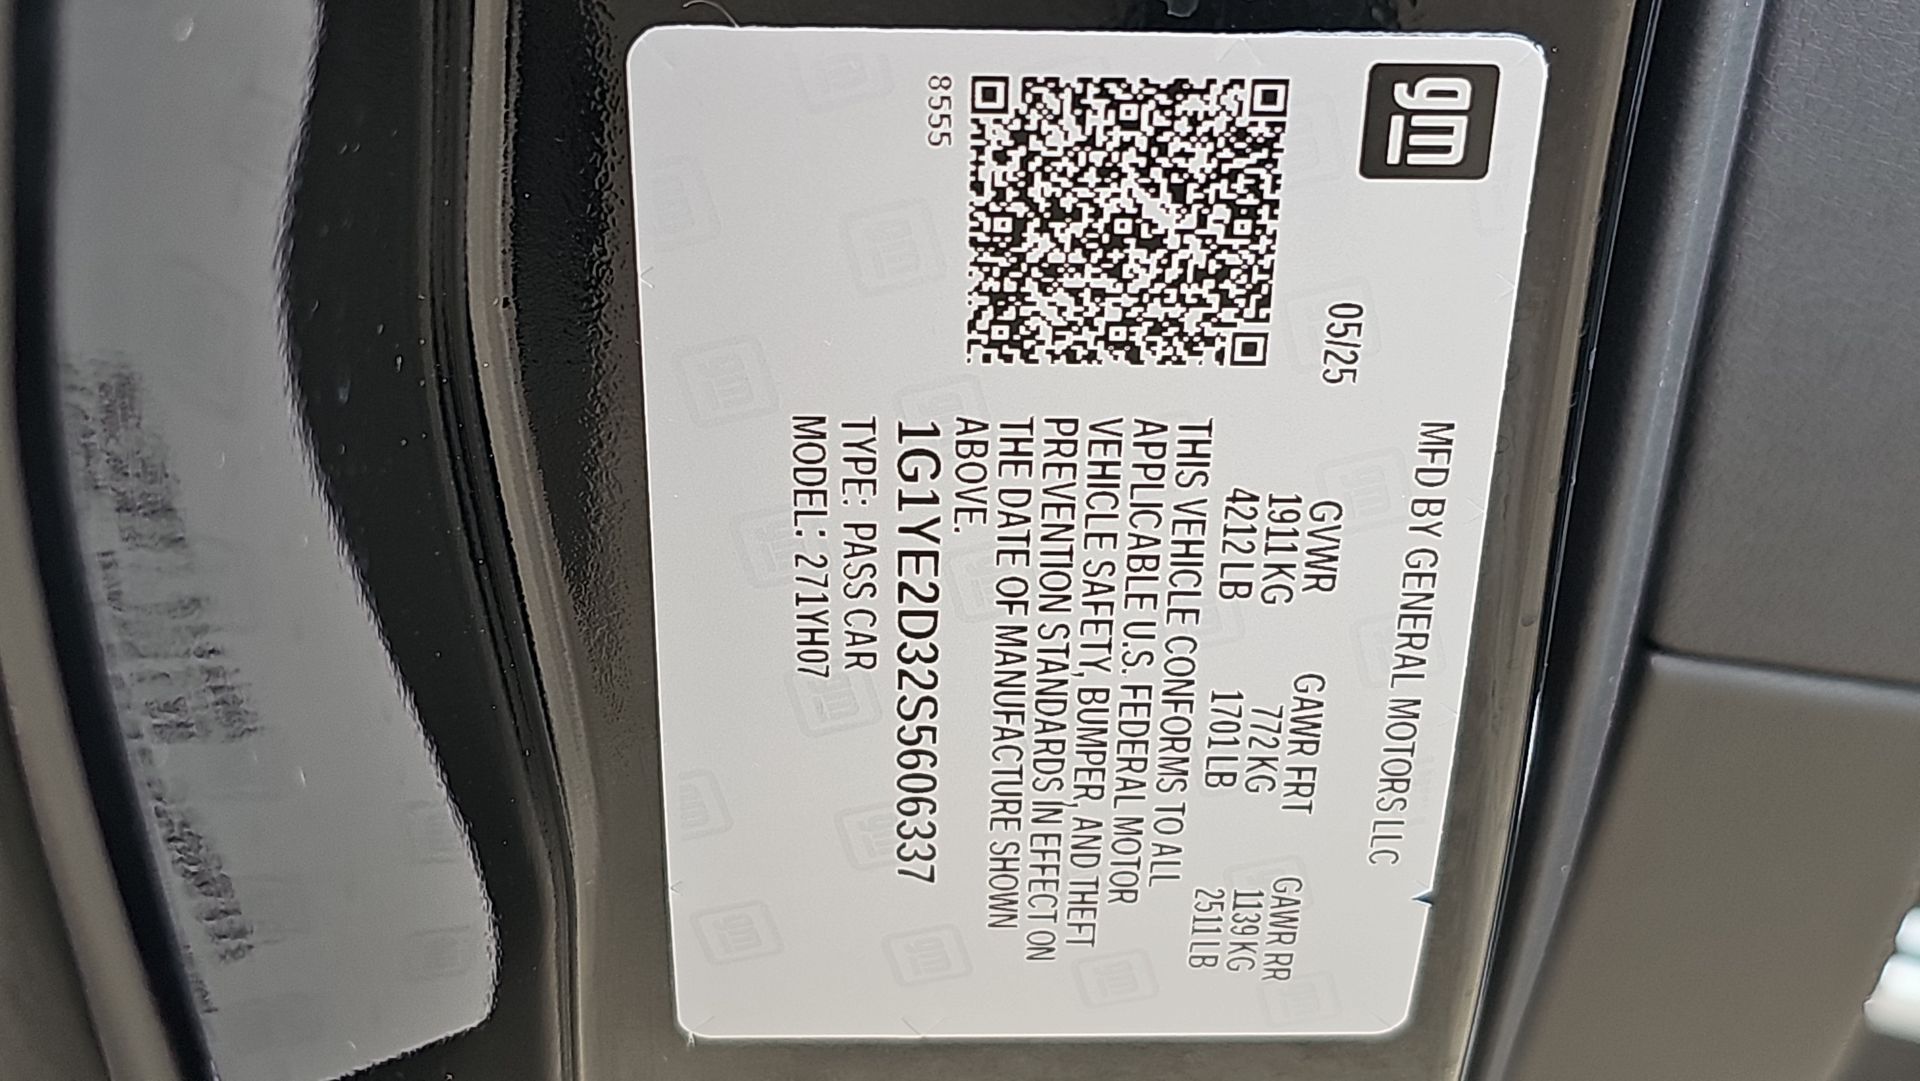 gm
MFD BY GENERAL MOTORS LLC
05/25
GVWR GAWR FRT GAWR RR
1911 KG 772 KG 1139 KG
4212 LB 1701 LB 2511 LB
THIS VEHICLE CONFORMS TO ALL
APPLICABLE U.S. FEDERAL MOTOR
VEHICLE SAFETY, BUMPER, AND THEFT
PREVENTION STANDARDS IN EFFECT ON
THE DATE OF MANUFACTURE SHOWN
ABOVE.
8555
1G1YE2D32S5606337
TYPE: PASS CAR
MODEL: 271YH07